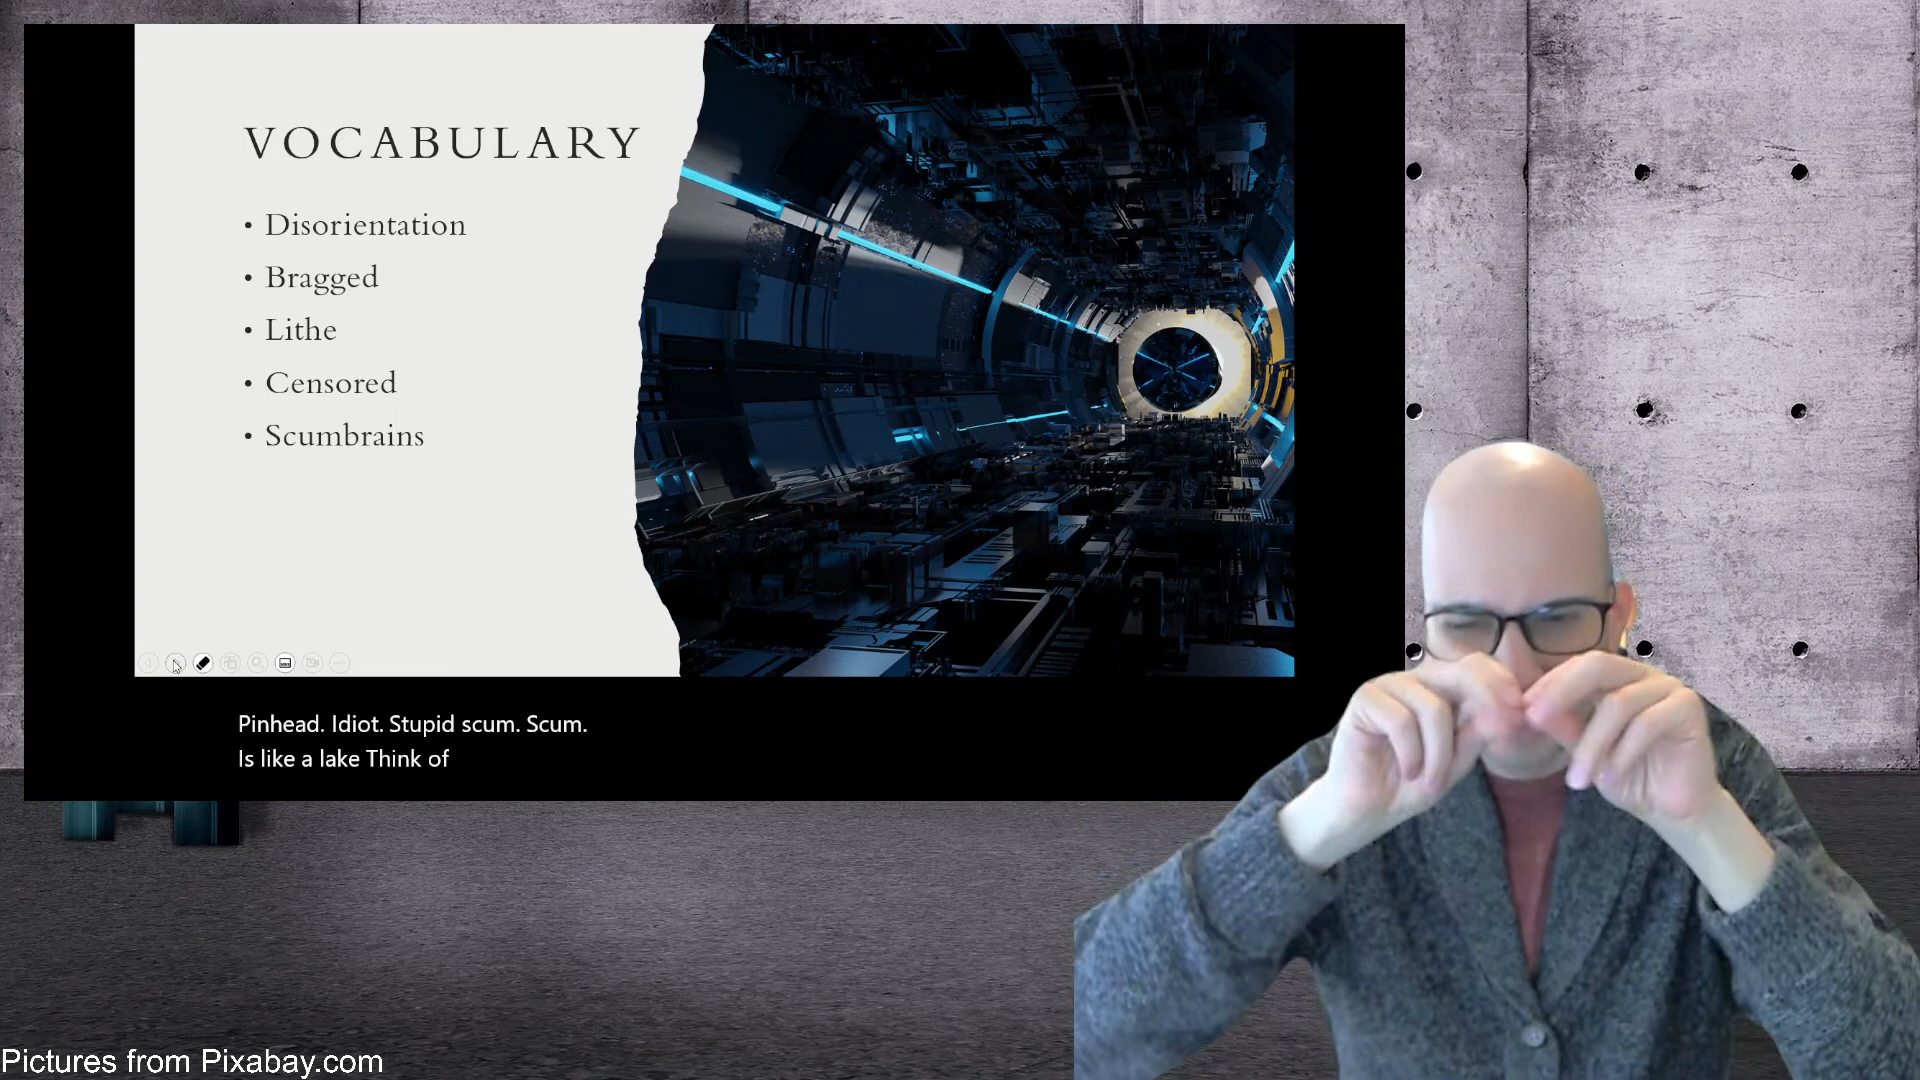 VOCABULARY
• Disorientation
• Bragged
• Lithe
• Censored
• Scumbrains
Pinhead. Idiot. Stupid scum. Scum.
Is like a lake Think of
Pictures from Pixabay.com